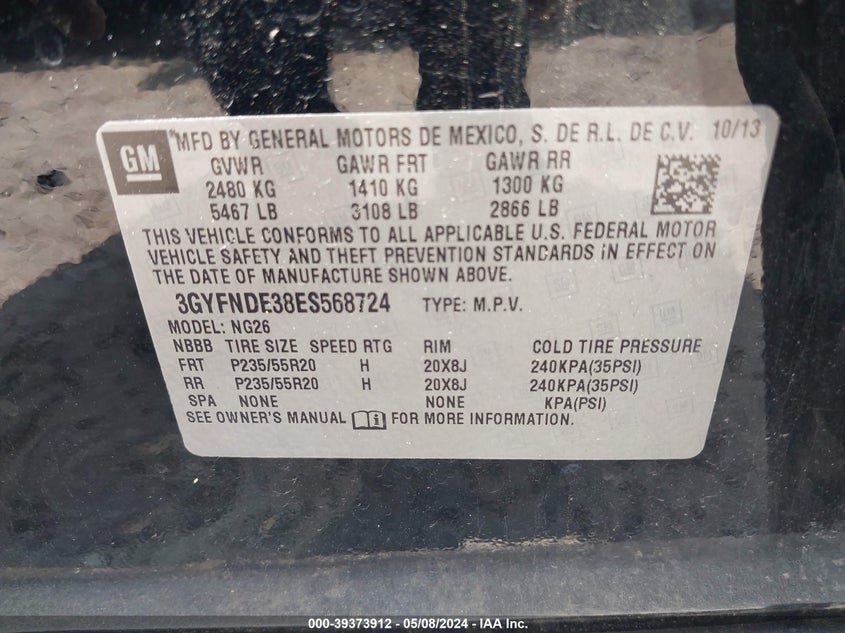 GM
MFD BY GENERAL MOTORS DE MEXICO, S. DE R.L. DE C.V. 10/13
GVWR GAWR FRT GAWR RR
2480 KG 1410 KG 1300 KG
5467 LB 3108 LB 2866 LB
THIS VEHICLE CONFORMS TO ALL APPLICABLE U.S. FEDERAL MOTOR
VEHICLE SAFETY AND THEFT PREVENTION STANDARDS IN EFFECT ON
THE DATE OF MANUFACTURE SHOWN ABOVE.
3GYFNDE38ES568724 TYPE: M.P.V.
MODEL: NG26
NBBB TIRE SIZE SPEED RTG RIM COLD TIRE PRESSURE
FRT P235/55R20 H 20X8J 240KPA(35PSI)
RR P235/55R20 H 20X8J 240KPA(35PSI)
SPA NONE NONE KPA(PSI)
SEE OWNER'S MANUAL FOR MORE INFORMATION.
000-39373912 - 05/08/2024 - IAA Inc.